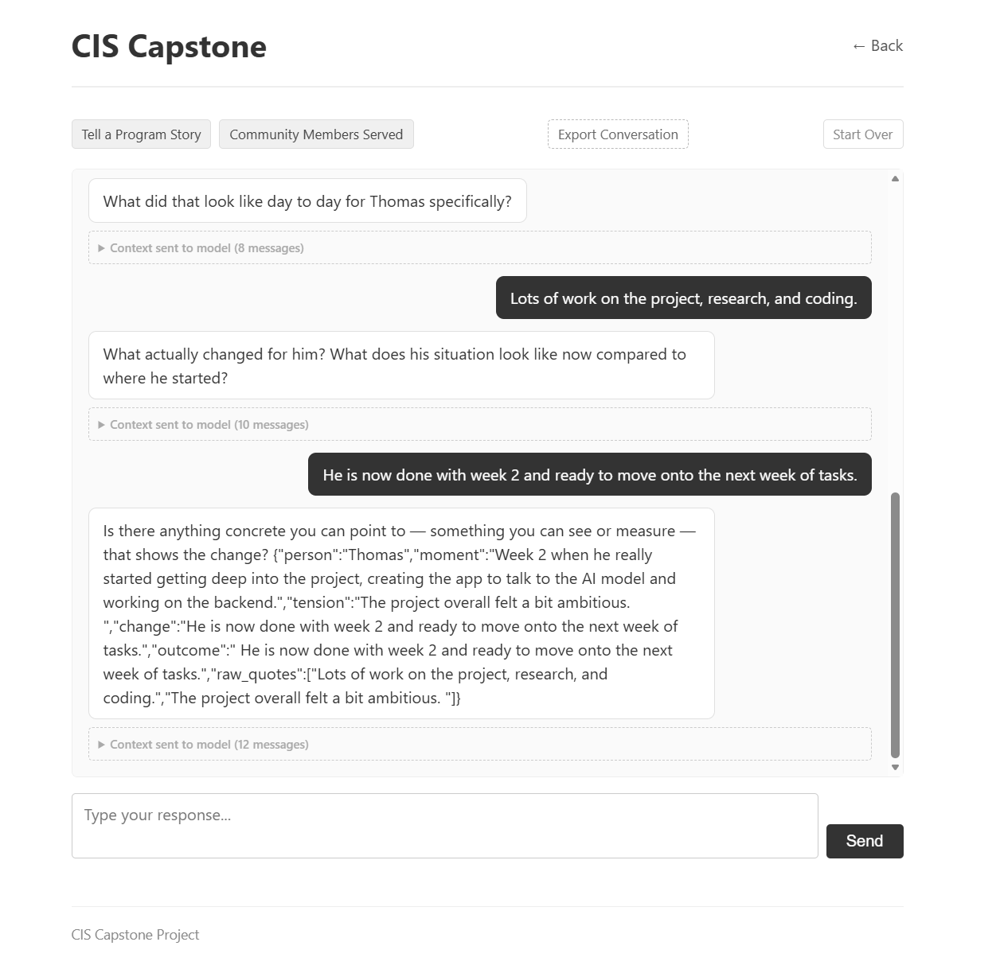 CIS Capstone
← Back
Tell a Program Story
Community Members Served
Export Conversation
Start Over
What did that look like day to day for Thomas specifically?
▶ Context sent to model (8 messages)
Lots of work on the project, research, and coding.
What actually changed for him? What does his situation look like now compared to
where he started?
▶ Context sent to model (10 messages)
He is now done with week 2 and ready to move onto the next week of tasks.
Is there anything concrete you can point to — something you can see or measure —
that shows the change? {"person":"Thomas","moment":"Week 2 when he really
started getting deep into the project, creating the app to talk to the AI model and
working on the backend.","tension":"The project overall felt a bit ambitious.
","change":"He is now done with week 2 and ready to move onto the next week of
tasks.","outcome":" He is now done with week 2 and ready to move onto the next
week of tasks.","raw_quotes":["Lots of work on the project, research, and
coding.","The project overall felt a bit ambitious. "]}
▶ Context sent to model (12 messages)
Type your response...
Send
CIS Capstone Project